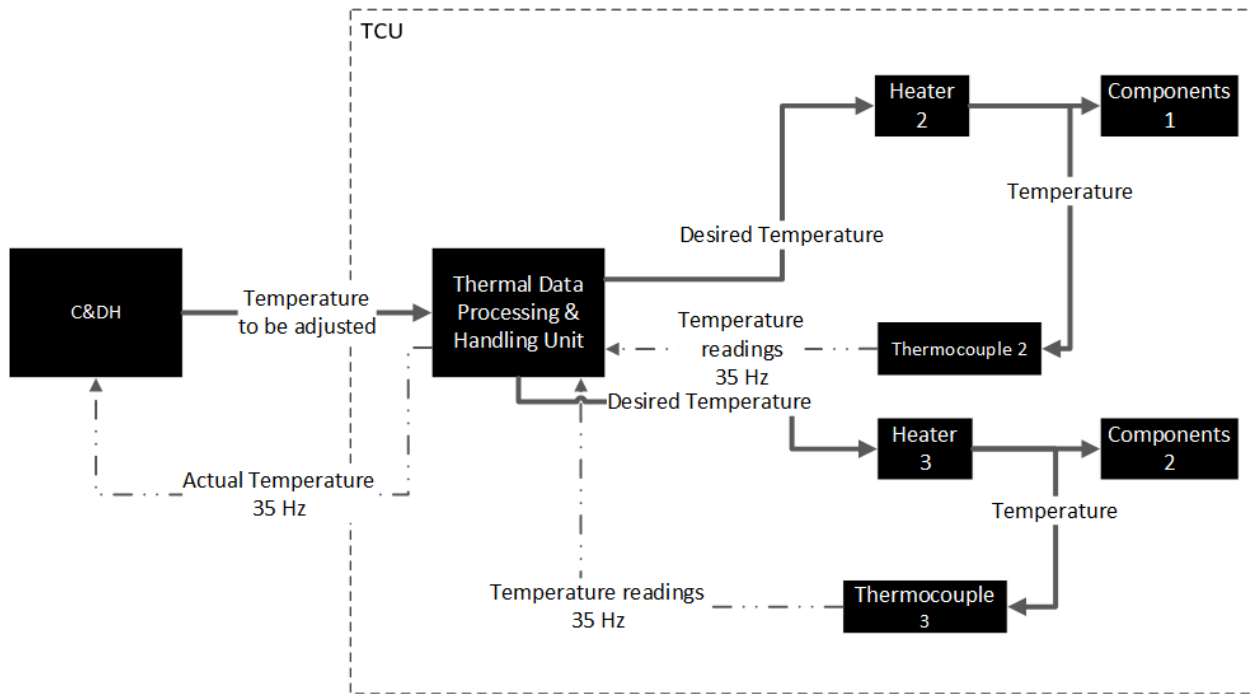 TCU
Heater
2
Components
1
Temperature
Desired Temperature
C&DH
Temperature
to be adjusted
Thermal Data
Processing &
Handling Unit
Temperature
readings
35 Hz
Thermocouple 2
Desired Temperature
Heater
3
Components
2
Actual Temperature
35 Hz
Temperature
Temperature readings
35 Hz
Thermocouple
3